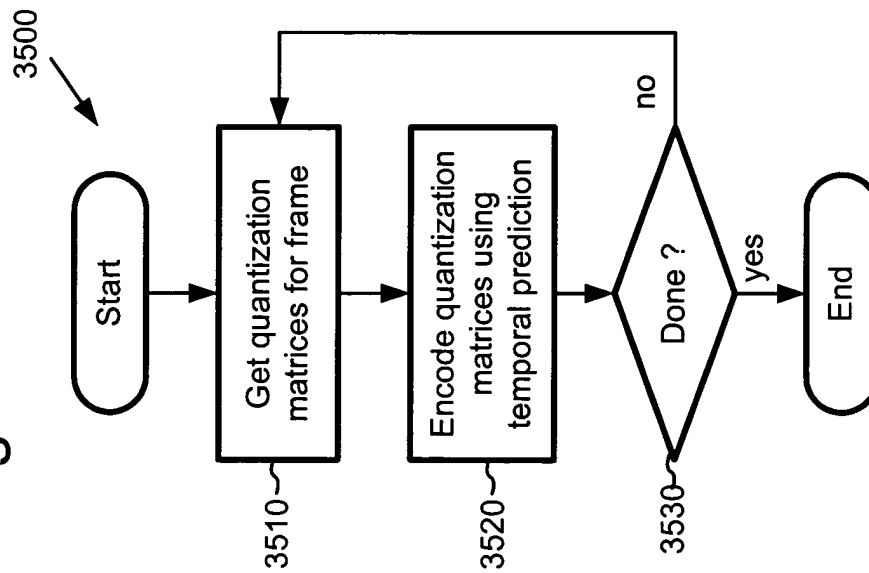 3500
Start
3510
Get quantization
matrices for frame
3520
Encode quantization
matrices using
temporal prediction
3530
Done ?
no
yes
End